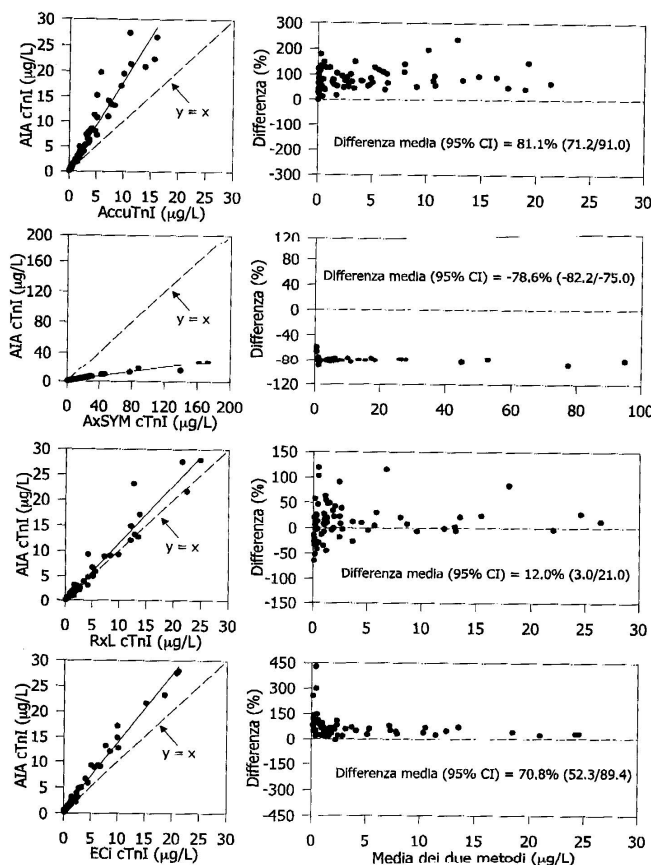 30
25
20
15
10
5
0
AIA cTnI (µg/L)
y = x
0 5 10 15 20 25 30
AccuTnI (µg/L)
300
200
100
0
-100
-200
-300
Differenza (%)
Differenza media (95% CI) = 81.1% (71.2/91.0)
0 5 10 15 20 25 30
200
160
120
80
40
0
AIA cTnI (µg/L)
y = x
0 40 80 120 160 200
AxSYM cTnI (µg/L)
120
80
40
0
-40
-80
-120
Differenza (%)
Differenza media (95% CI) = -78.6% (-82.2/-75.0)
0 20 40 60 80 100
30
25
20
15
10
5
0
AIA cTnI (µg/L)
y = x
0 5 10 15 20 25 30
RxL cTnI (µg/L)
150
100
50
0
-50
-100
-150
Differenza (%)
Differenza media (95% CI) = 12.0% (3.0/21.0)
0 5 10 15 20 25 30
30
25
20
15
10
5
0
AIA cTnI (µg/L)
y = x
0 5 10 15 20 25 30
ECi cTnI (µg/L)
450
300
150
0
-150
-300
-450
Differenza (%)
Differenza media (95% CI) = 70.8% (52.3/89.4)
0 5 10 15 20 25 30
Media dei due metodi (µg/L)